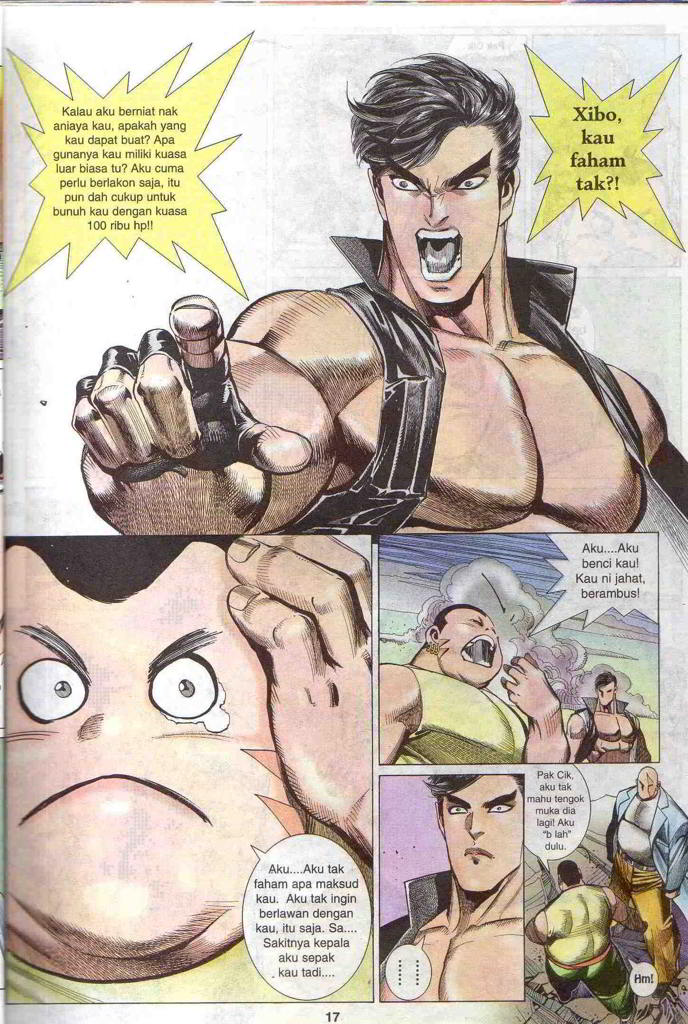 Kalau aku berniat nak
aniaya kau, apakah yang
kau dapat buat? Apa
gunanya kau miliki kuasa
luar biasa tu? Aku cuma
perlu berlakon saja, itu
pun dah cukup untuk
bunuh kau dengan kuasa
100 ribu hp!!
Xibo,
kau
faham
tak?!
Aku....Aku tak
faham apa maksud
kau. Aku tak ingin
berlawan dengan
kau, itu saja. Sa....
Sakitnya kepala
aku sepak
kau tadi....
Aku....Aku
benci kau!
Kau ni jahat,
berambus!
Pak Cik,
aku tak
mahu tengok
muka dia
lagi! Aku
"b lah"
dulu.
Hm!
17